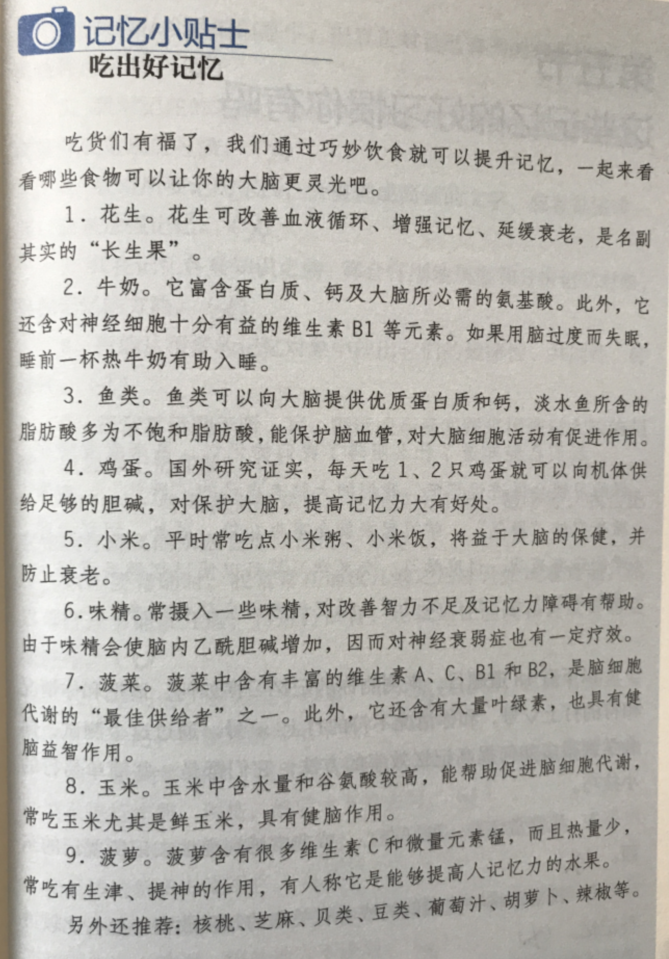 记忆小贴士
吃出好记忆
吃货们有福了，我们通过巧妙饮食就可以提升记忆，一起来看
看哪些食物可以让你的大脑更灵光吧。
1．花生。花生可改善血液循环、增强记忆、延缓衰老，是名副
其实的“长生果”。
2．牛奶。它富含蛋白质、钙及大脑所必需的氨基酸。此外，它
还含对神经细胞十分有益的维生素B1等元素。如果用脑过度而失眠，
睡前一杯热牛奶有助入睡。
3．鱼类。鱼类可以向大脑提供优质蛋白质和钙，淡水鱼所含的
脂肪酸多为不饱和脂肪酸，能保护脑血管，对大脑细胞活动有促进作用。
4．鸡蛋。国外研究证实，每天吃1、2只鸡蛋就可以向机体供
给足够的胆碱，对保护大脑，提高记忆力大有好处。
5．小米。平时常吃点小米粥、小米饭，将益于大脑的保健，并
防止衰老。
6．味精。常摄入一些味精，对改善智力不足及记忆力障碍有帮助。
由于味精会使脑内乙酰胆碱增加，因而对神经衰弱症也有一定疗效。
7．菠菜。菠菜中含有丰富的维生素A、C、B1和B2，是脑细胞
代谢的“最佳供给者”之一。此外，它还含有大量叶绿素，也具有健
脑益智作用。
8．玉米。玉米中含水量和谷氨酸较高，能帮助促进脑细胞代谢，
常吃玉米尤其是鲜玉米，具有健脑作用。
9．菠萝。菠萝含有很多维生素C和微量元素锰，而且热量少，
常吃有生津、提神的作用，有人称它是能够提高人记忆力的水果。
另外还推荐：核桃、芝麻、贝类、豆类、葡萄汁、胡萝卜、辣椒等。